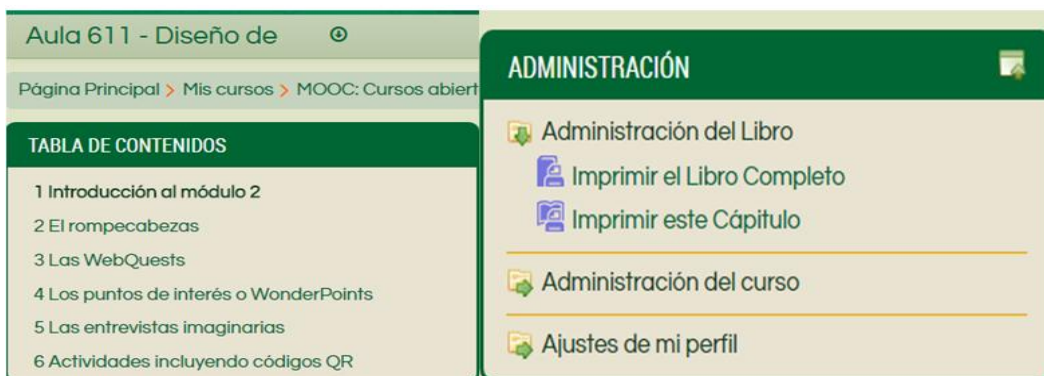 Aula 611 - Diseño de
Página Principal > Mis cursos > MOOC: Cursos abiert
TABLA DE CONTENIDOS
1 Introducción al módulo 2
2 El rompecabezas
3 Las WebQuests
4 Los puntos de interés o WonderPoints
5 Las entrevistas imaginarias
6 Actividades incluyendo códigos QR
ADMINISTRACIÓN
Administración del Libro
Imprimir el Libro Completo
Imprimir este Cápitulo
Administración del curso
Ajustes de mi perfil